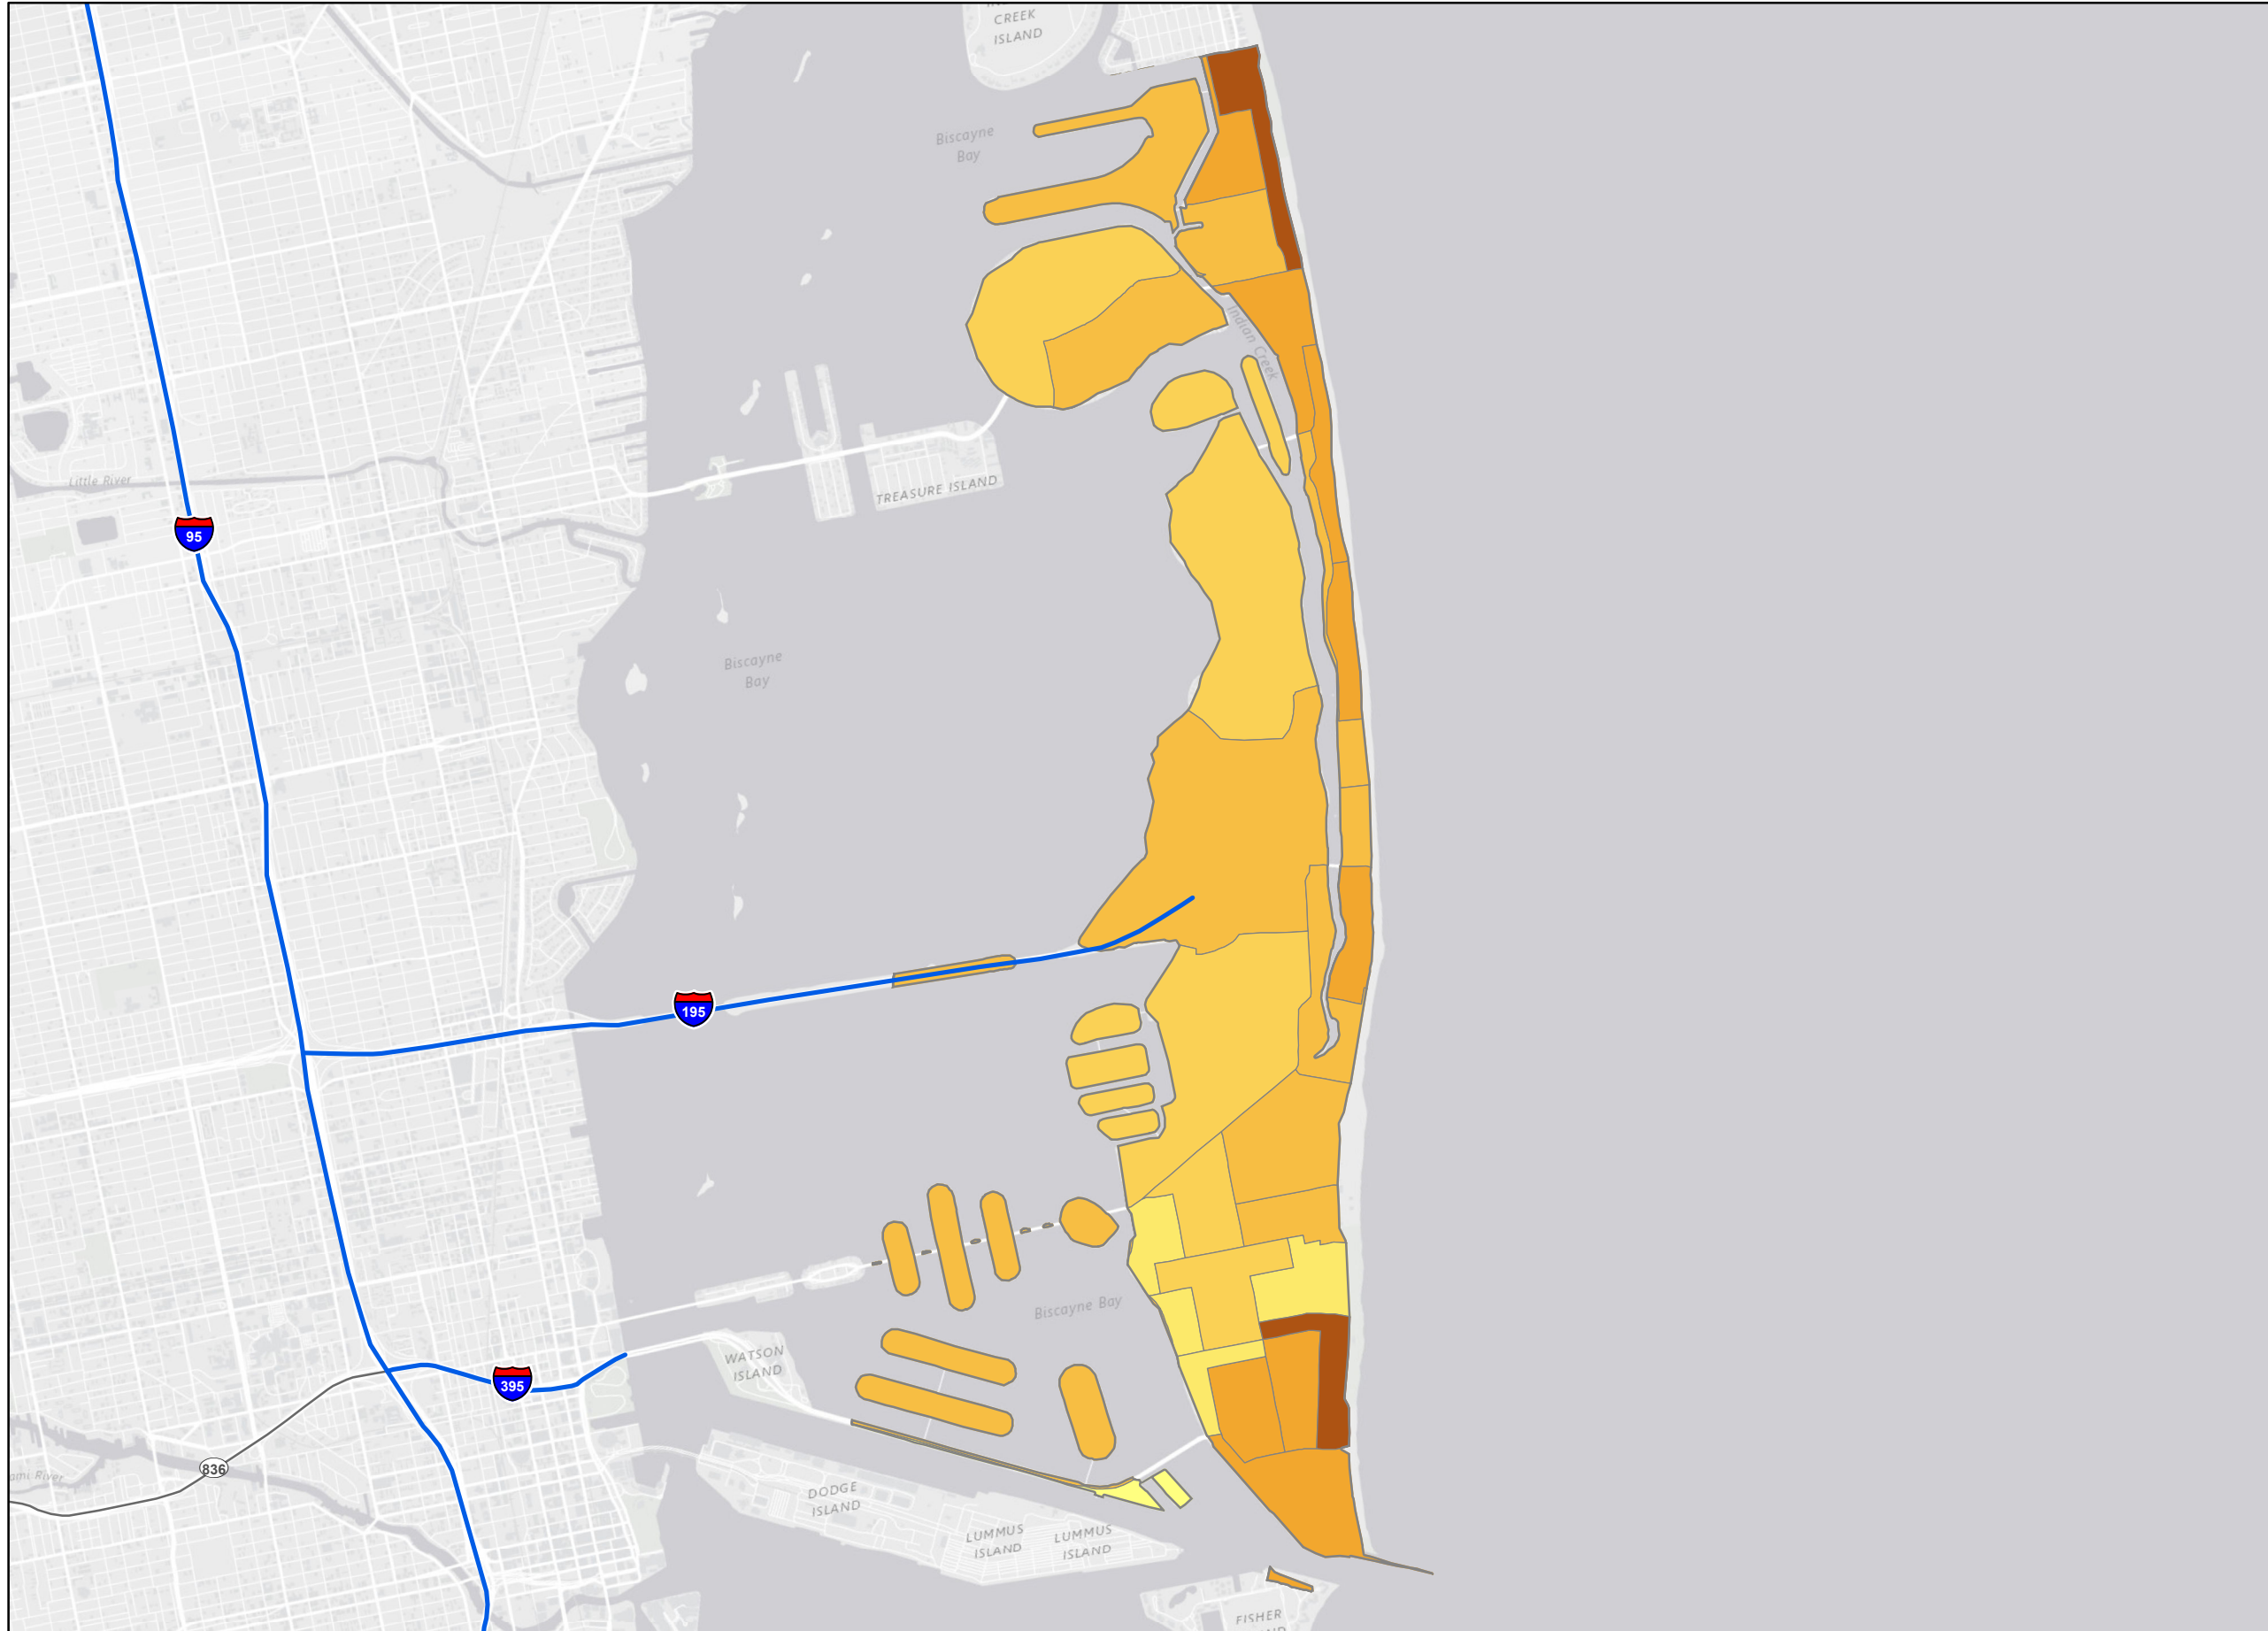 CREEK
ISLAND
Biscayne
Bay
Indian Creek
Little River
TREASURE ISLAND
95
Biscayne
Bay
195
Biscayne Bay
WATSON
ISLAND
395
836
DODGE
ISLAND
LUMMUS
ISLAND
LUMMUS
ISLAND
FISHER